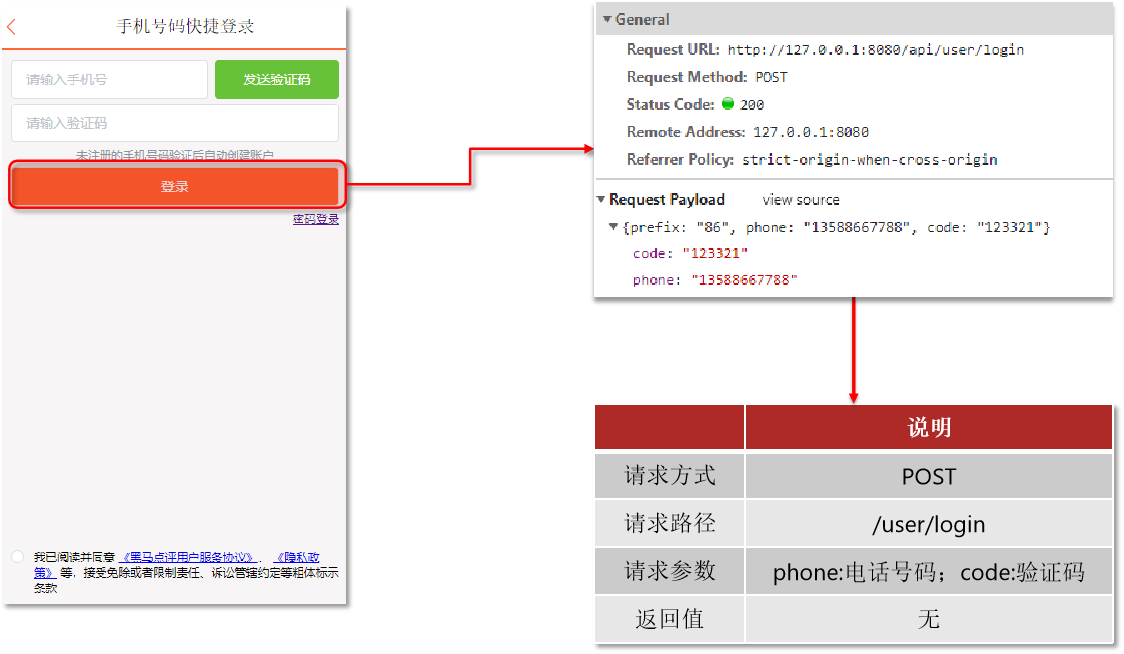 手机号码快捷登录
请输入手机号
发送验证码
请输入验证码
未注册的手机号码验证后自动创建账户
登录
密码登录
我已阅读并同意 《黑马点评用户服务协议》、《隐私政
策》等，接受免除或者限制责任、诉讼管辖约定等粗体标示
条款
General
Request URL: http://127.0.0.1:8080/api/user/login
Request Method: POST
Status Code: 200
Remote Address: 127.0.0.1:8080
Referrer Policy: strict-origin-when-cross-origin
Request Payload view source
{prefix: "86", phone: "13588667788", code: "123321"}
code: "123321"
phone: "13588667788"
说明
请求方式 POST
请求路径 /user/login
请求参数 phone:电话号码；code:验证码
返回值 无